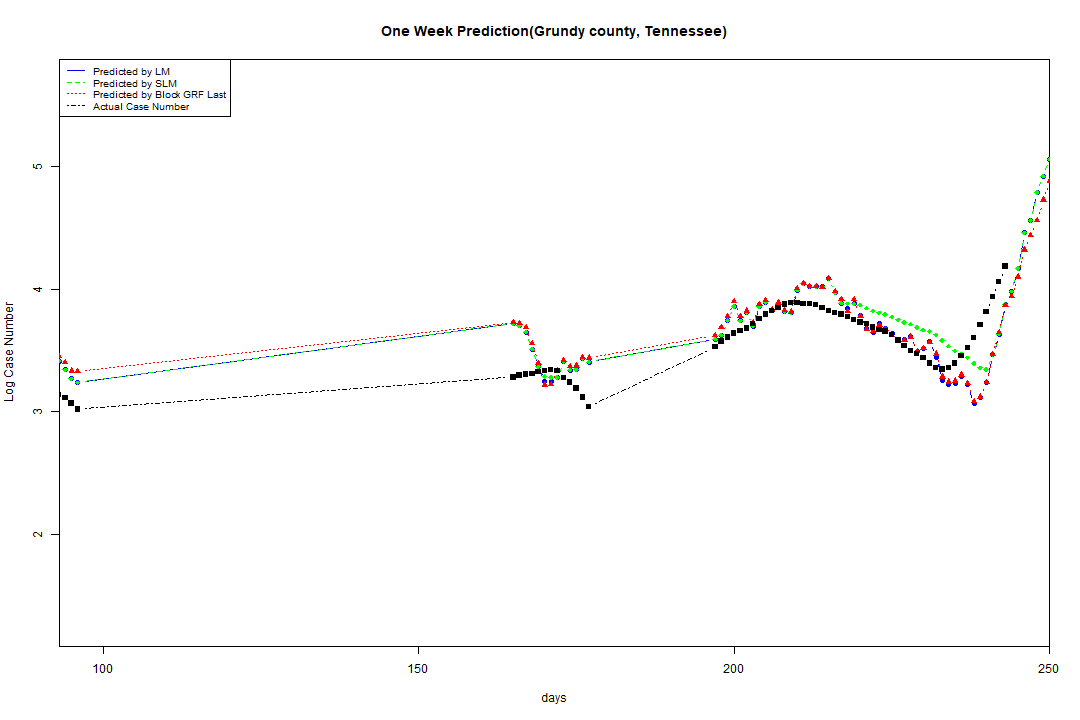 One Week Prediction(Grundy county, Tennessee)
Predicted by LM
Predicted by SLM
Predicted by Block GRF Last
Actual Case Number
5
4
3
2
Log Case Number
100
150
200
250
days